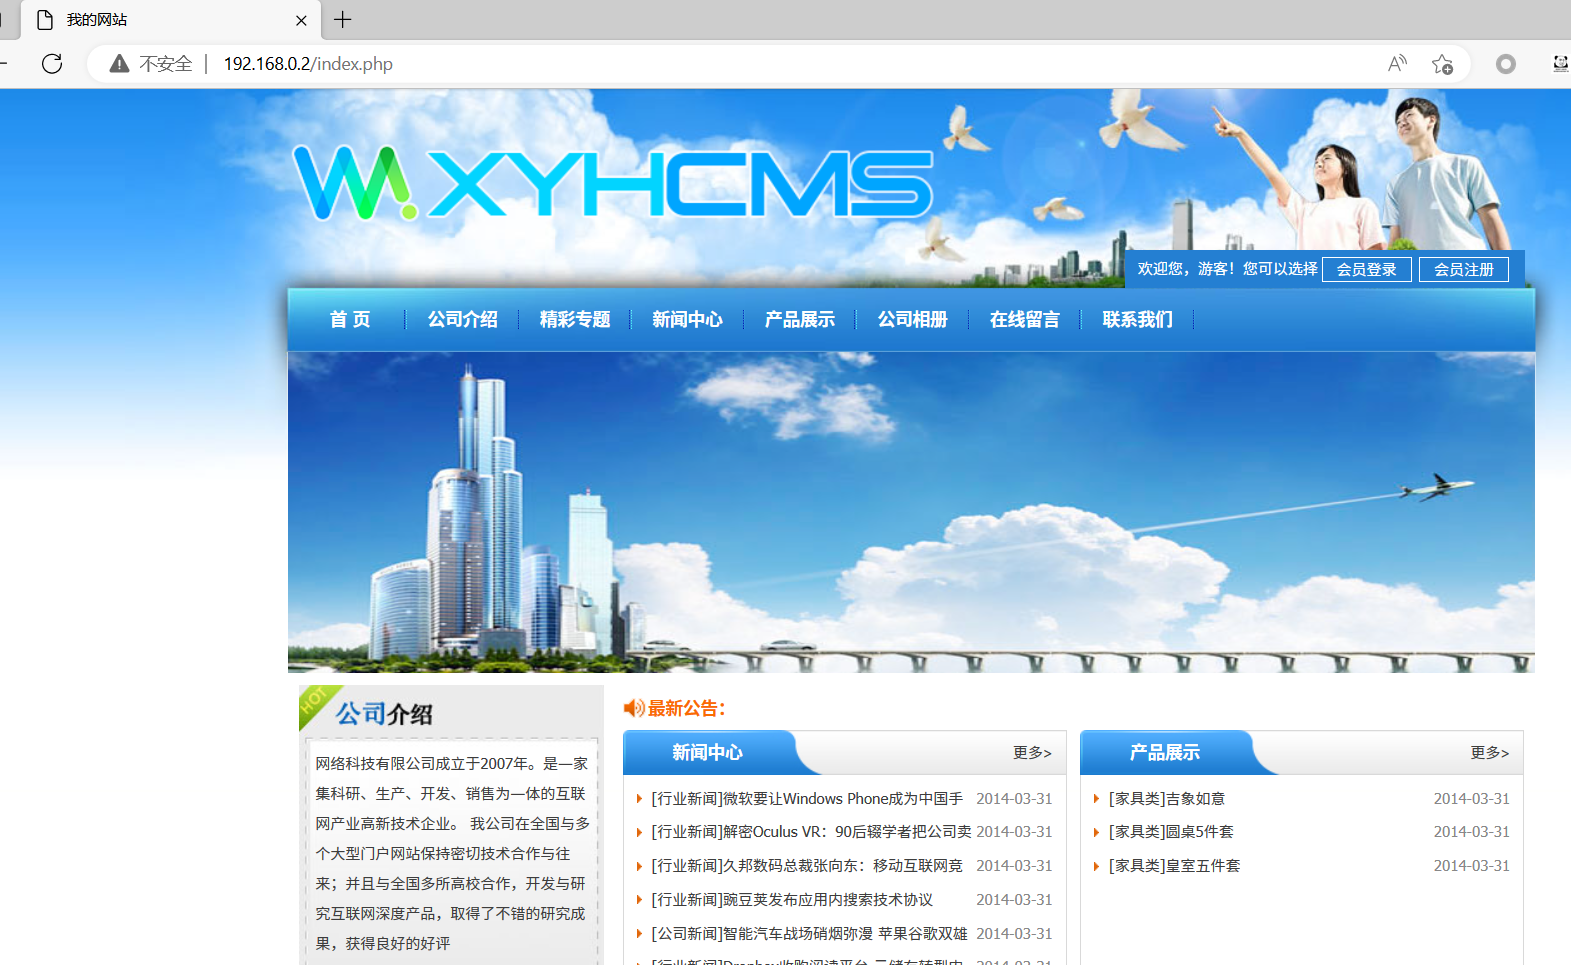 我的网站
不安全 192.168.0.2/index.php
XYHCMS
欢迎您，游客！您可以选择 会员登录 会员注册
首 页 公司介绍 精彩专题 新闻中心 产品展示 公司相册 在线留言 联系我们
HOT
公司介绍
网络科技有限公司成立于2007年。是一家
集科研、生产、开发、销售为一体的互联
网产业高新技术企业。 我公司在全国与多
个大型门户网站保持密切技术合作与往
来；并且与全国多所高校合作，开发与研
究互联网深度产品，取得了不错的研究成
果，获得良好的好评
最新公告：
新闻中心 更多>
[行业新闻]微软要让Windows Phone成为中国手 2014-03-31
[行业新闻]解密Oculus VR：90后辍学者把公司卖 2014-03-31
[行业新闻]久邦数码总裁张向东：移动互联网竞 2014-03-31
[行业新闻]豌豆荚发布应用内搜索技术协议 2014-03-31
[公司新闻]智能汽车战场硝烟弥漫 苹果谷歌双雄 2014-03-31
产品展示 更多>
[家具类]吉象如意 2014-03-31
[家具类]圆桌5件套 2014-03-31
[家具类]皇室五件套 2014-03-31